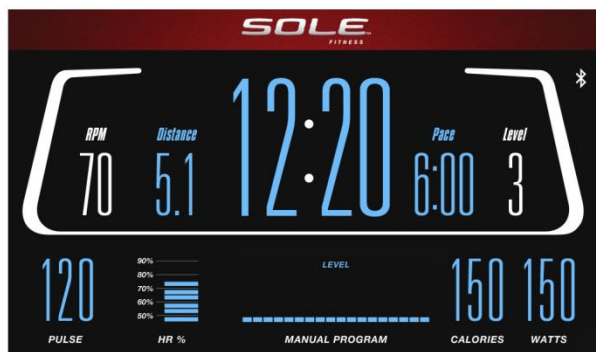 SOLE
FITNESS
12:20
RPM Distance Pace Level
70 5.1 6:00 3
120 90% LEVEL 150 150
80%
70%
60%
50%
PULSE HR % MANUAL PROGRAM CALORIES WATTS